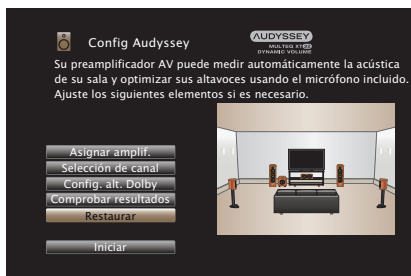 Config Audyssey
AUDYSSEY
MULTEQ XT32
DYNAMIC VOLUME
Su preamplificador AV puede medir automáticamente la acústica
de su sala y optimizar sus altavoces usando el micrófono incluido.
Ajuste los siguientes elementos si es necesario.
Asignar amplif.
Selección de canal
Config. alt. Dolby
Comprobar resultados
Restaurar
Iniciar